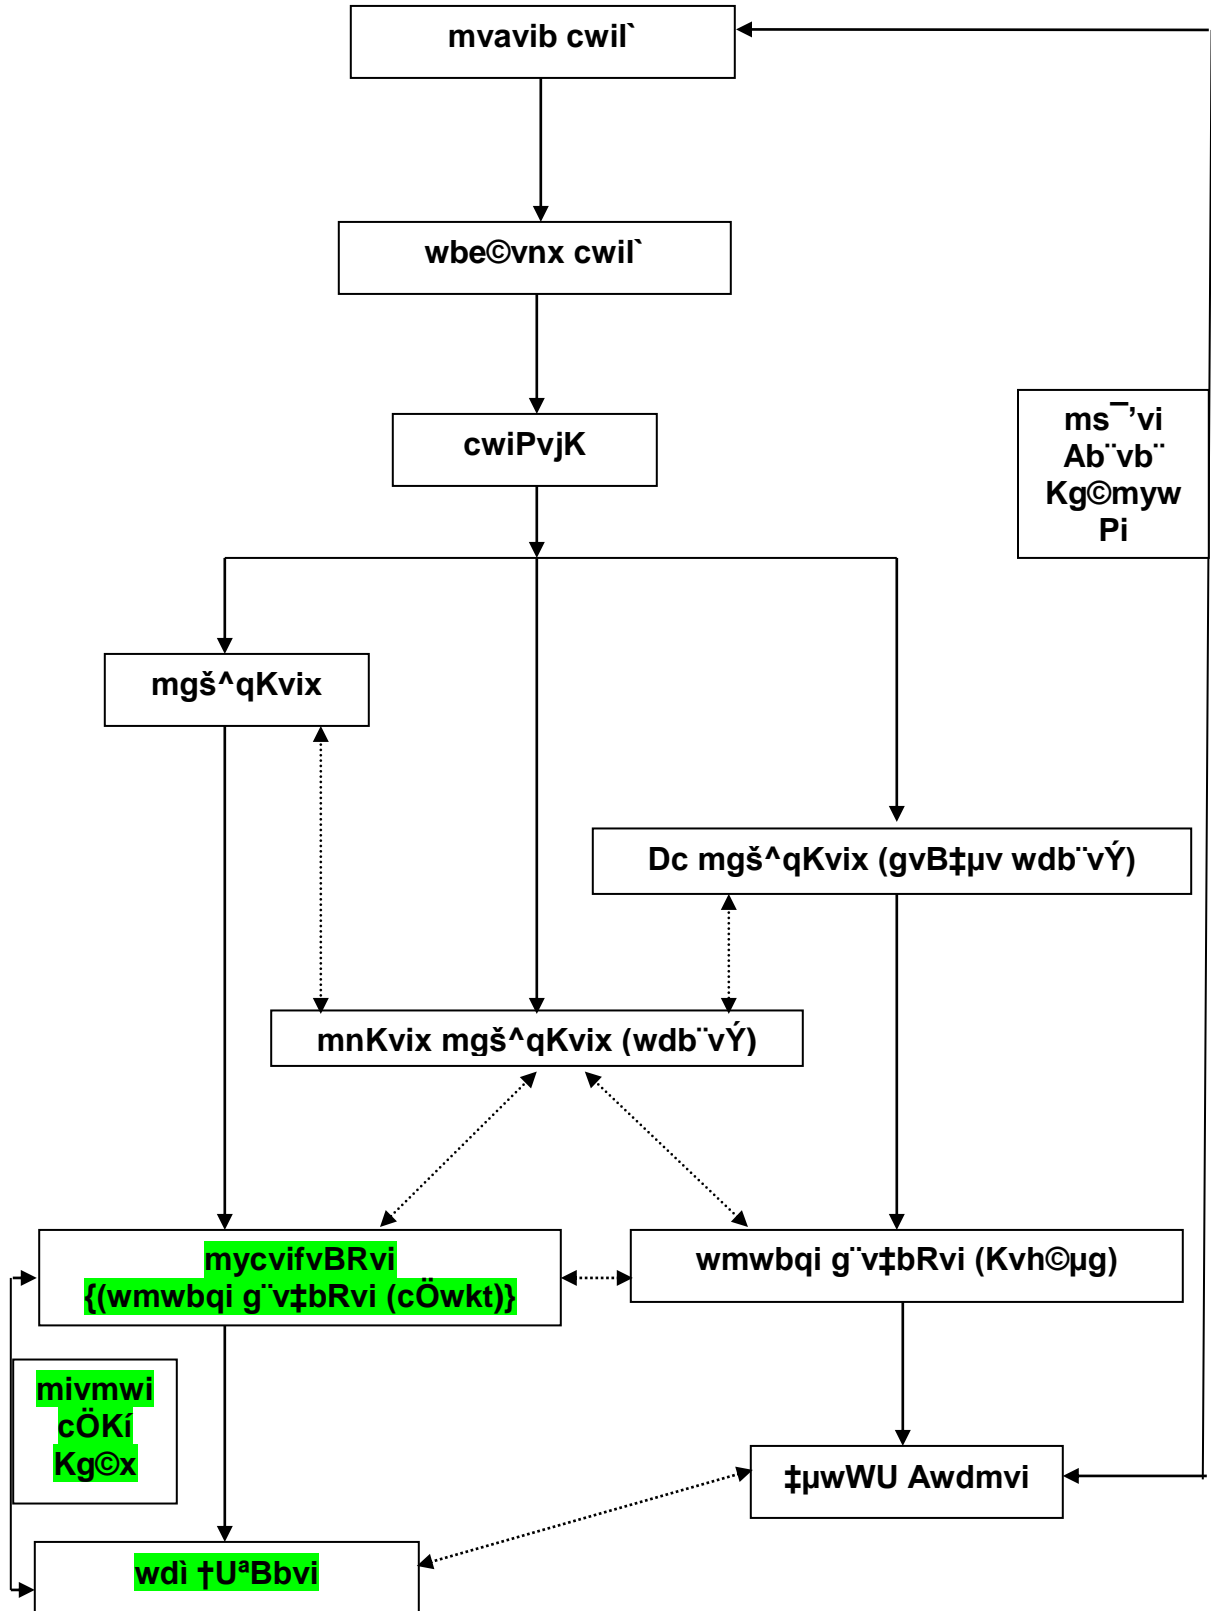 mvavib cwil`
wbe©vnx cwil`
cwiPvjK
ms¯’vi
Ab¨vb¨
Kg©myw
Pi
mgš^qKvix
Dc mgš^qKvix (gvB‡µv wdb¨vÝ)
mnKvix mgš^qKvix (wdb¨vÝ)
mycvifvBRvi
{(wmwbqi g¨v‡bRvi (cÖwkt)}
wmwbqi g¨v‡bRvi (Kvh©µg)
mivmwi
cÖKí
Kg©x
‡µwWU Awdmvi
wdì †UªBbvi